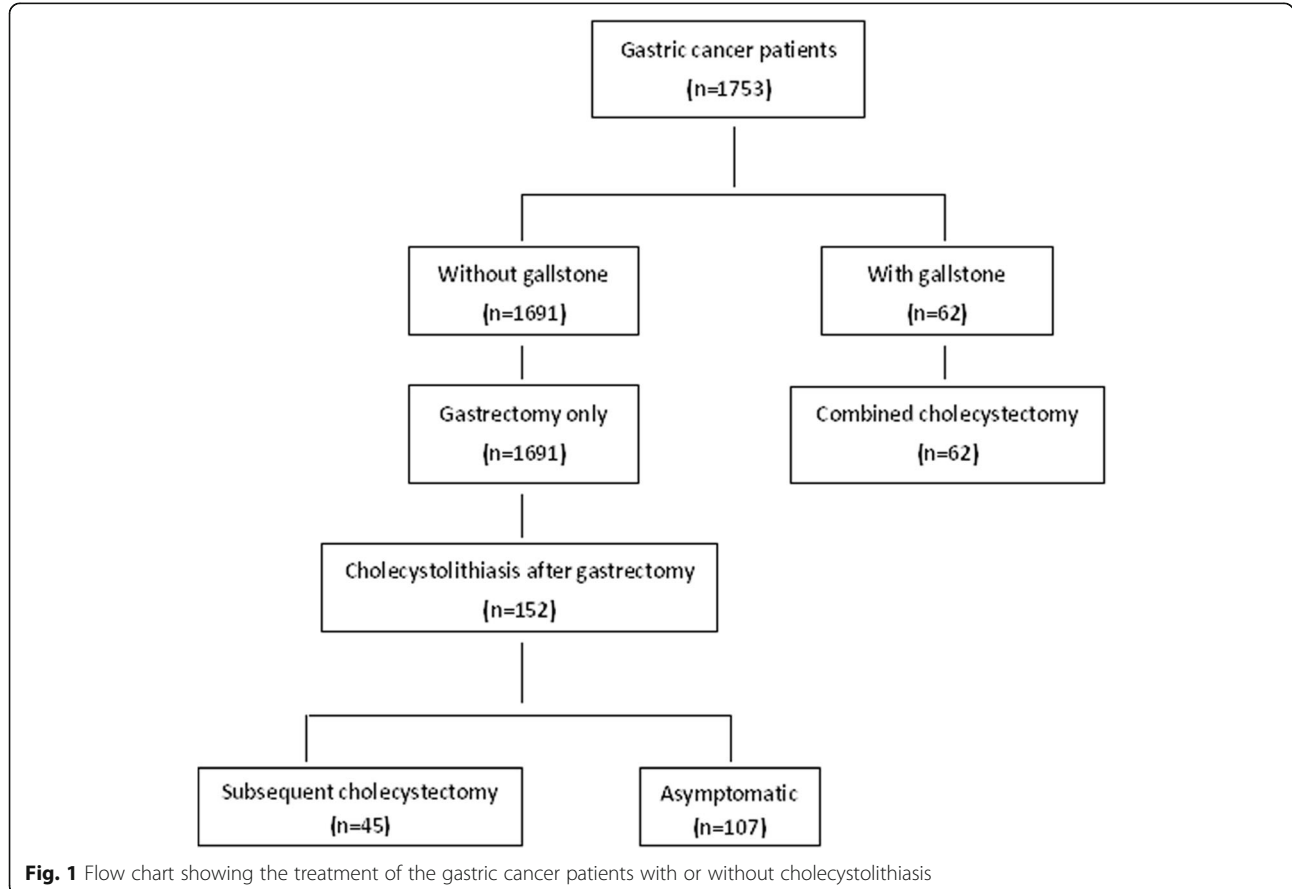 Gastric cancer patients
(n=1753)
Without gallstone
(n=1691)
With gallstone
(n=62)
Gastrectomy only
(n=1691)
Combined cholecystectomy
(n=62)
Cholecystolithiasis after gastrectomy
(n=152)
Subsequent cholecystectomy
(n=45)
Asymptomatic
(n=107)
Fig. 1 Flow chart showing the treatment of the gastric cancer patients with or without cholecystolithiasis